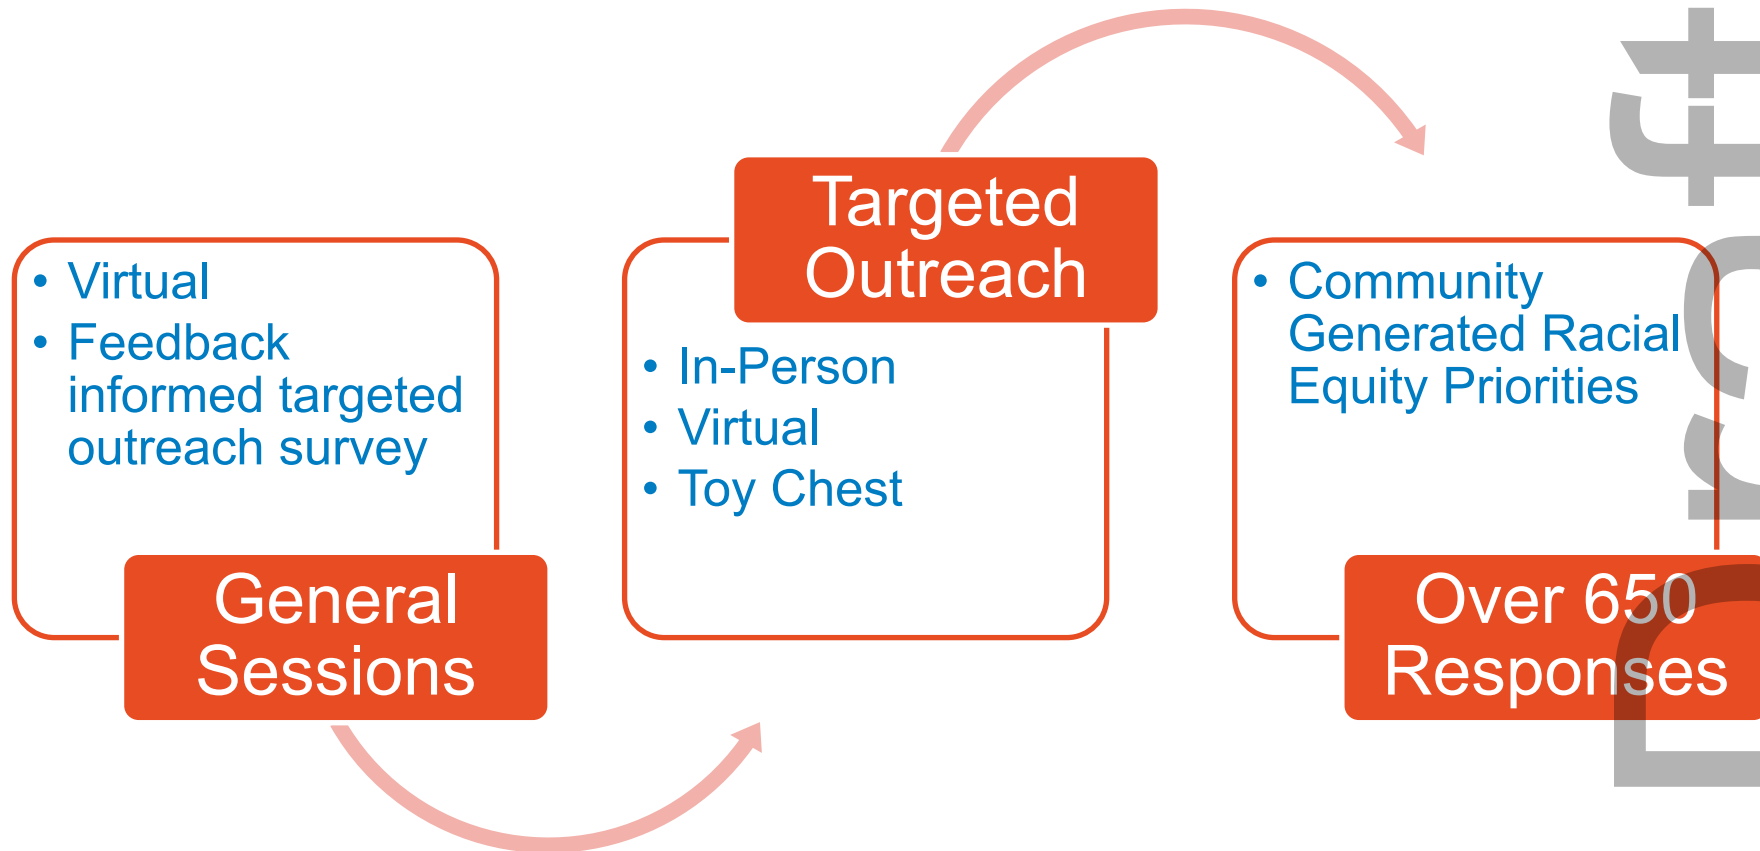 • Virtual
• Feedback
informed targeted
outreach survey
General
Sessions
Targeted
Outreach
• In-Person
• Virtual
• Toy Chest
• Community
Generated Racial
Equity Priorities
Over 650
Responses
Draft